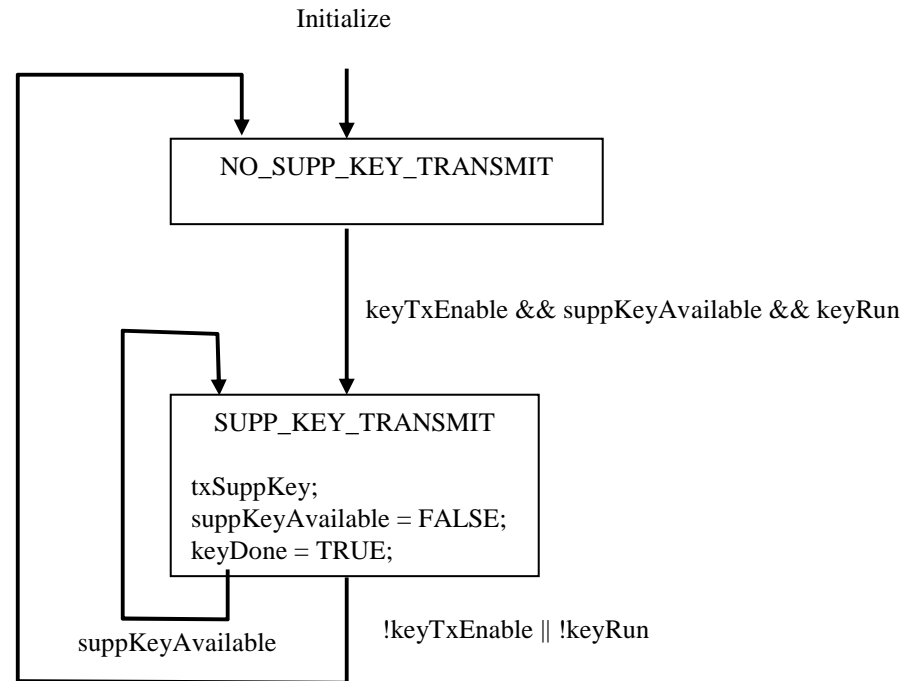 Initialize
NO_SUPP_KEY_TRANSMIT
keyTxEnable && suppKeyAvailable && keyRun
SUPP_KEY_TRANSMIT
txSuppKey;
suppKeyAvailable = FALSE;
keyDone = TRUE;
!keyTxEnable || !keyRun
suppKeyAvailable